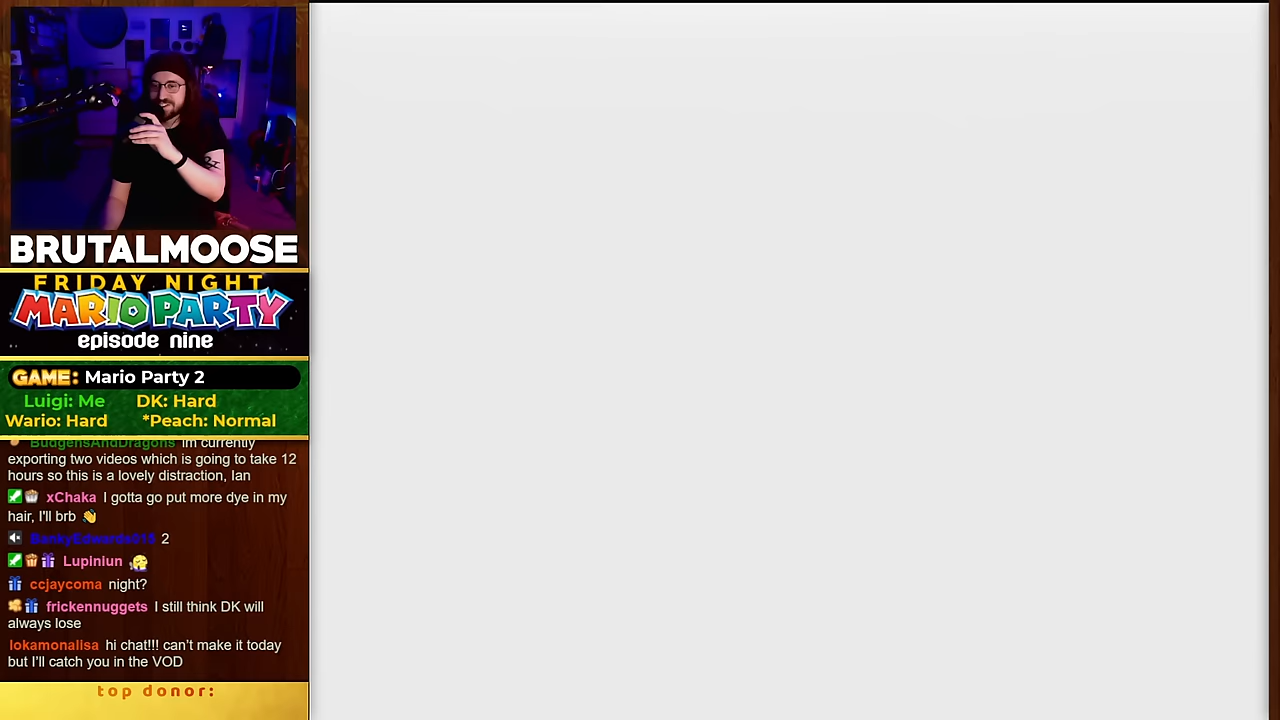 BRUTALMOOSE
FRIDAY NIGHT
MARIO PARTY
episode nine
GAME: Mario Party 2
Luigi: Me DK: Hard
Wario: Hard *Peach: Normal
BudgensAndDragons im currently
exporting two videos which is going to take 12
hours so this is a lovely distraction, Ian
xChaka I gotta go put more dye in my
hair, I'll brb 👋
BankyEdwards015 2
Lupiniun
ccjaycoma night?
frickennuggets I still think DK will
always lose
lokamonalisa hi chat!!! can't make it today
but I'll catch you in the VOD
top donor: